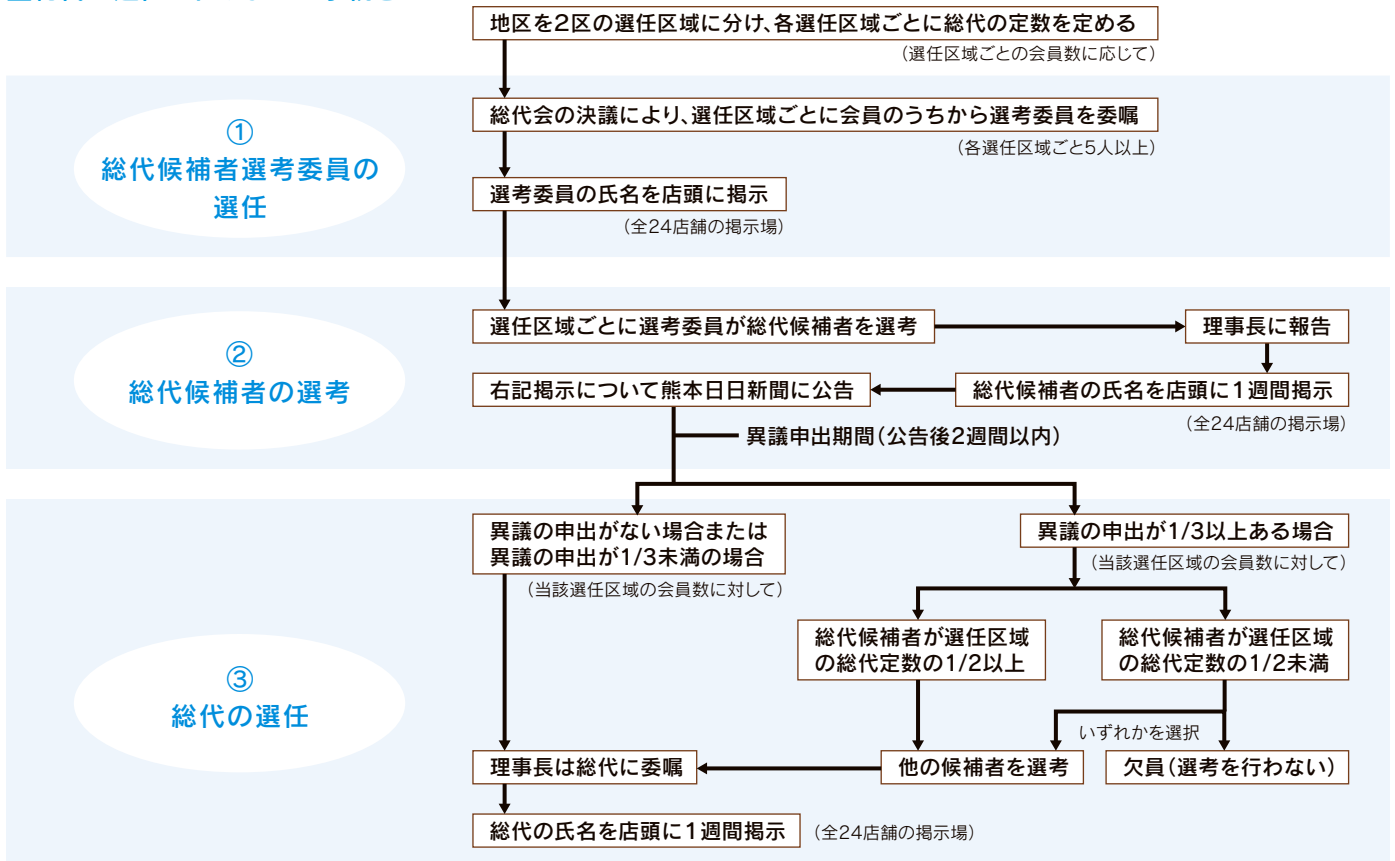 地区を2区の選任区域に分け、各選任区域ごとに総代の定数を定める
（選任区域ごとの会員数に応じて）
①
総代候補者選考委員の
選任
総代会の決議により、選任区域ごとに会員のうちから選考委員を委嘱
（各選任区域ごと5人以上）
選考委員の氏名を店頭に掲示
（全24店舗の掲示場）
②
総代候補者の選考
選任区域ごとに選考委員が総代候補者を選考
理事長に報告
右記掲示について熊本日日新聞に公告
総代候補者の氏名を店頭に1週間掲示
（全24店舗の掲示場）
異議申出期間（公告後2週間以内）
③
総代の選任
異議の申出がない場合または
異議の申出が1/3未満の場合
（当該選任区域の会員数に対して）
異議の申出が1/3以上ある場合
（当該選任区域の会員数に対して）
総代候補者が選任区域
の総代定数の1/2以上
総代候補者が選任区域
の総代定数の1/2未満
いずれかを選択
理事長は総代に委嘱
他の候補者を選考
欠員（選考を行わない）
総代の氏名を店頭に1週間掲示
（全24店舗の掲示場）